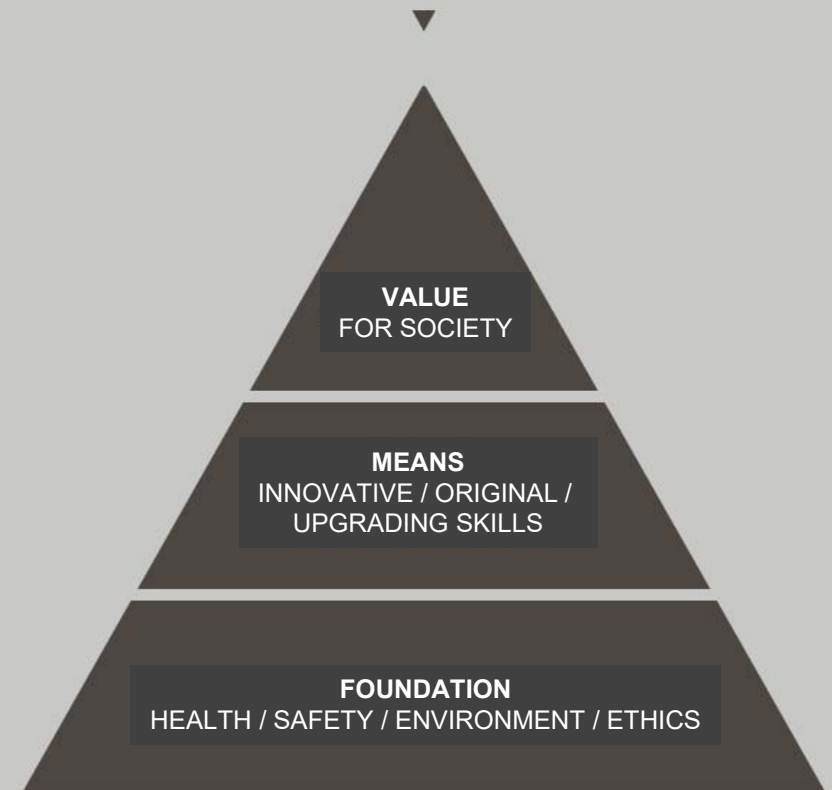 VALUE
FOR SOCIETY
MEANS
INNOVATIVE / ORIGINAL /
UPGRADING SKILLS
FOUNDATION
HEALTH / SAFETY / ENVIRONMENT / ETHICS